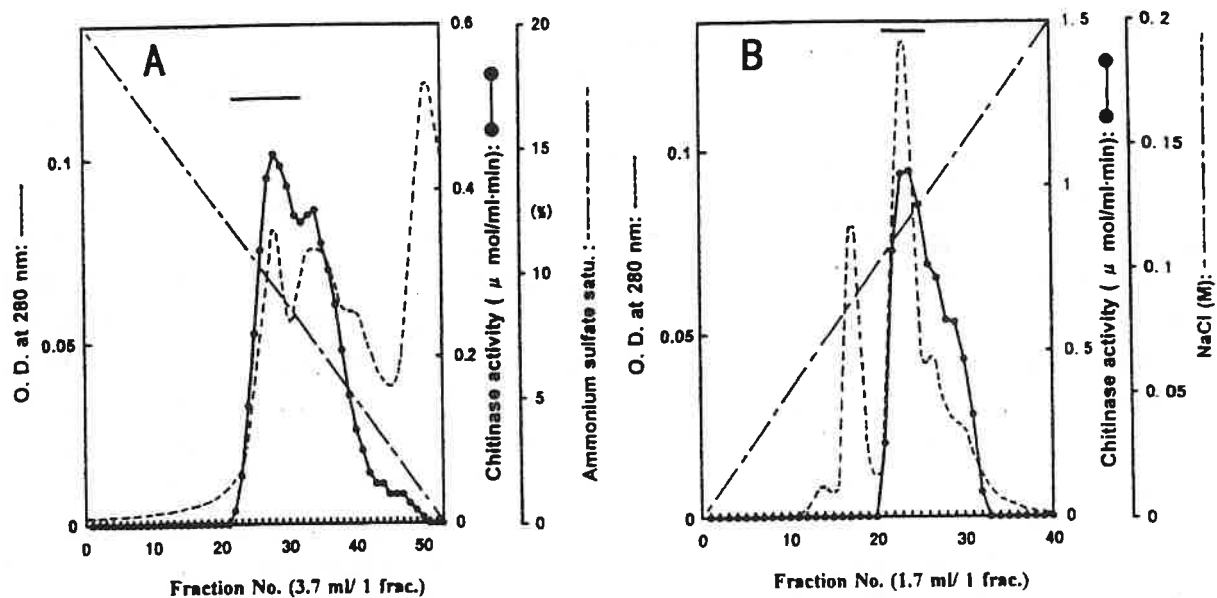 A
O. D. at 280 nm:
0.1
0.05
0
0 10 20 30 40 50
Fraction No. (3.7 ml/ 1 frac.)
0.6
0.4
0.2
0
Chitinase activity ( μ mol/ml·min):
20
15
(%)
10
5
0
Ammonium sulfate satu. :
B
O. D. at 280 nm:
0.1
0.05
0
0 10 20 30 40
Fraction No. (1.7 ml/ 1 frac.)
1.5
1
0.5
0
Chitinase activity ( μ mol/ml·min):
0.2
0.15
0.1
0.05
0
NaCl (M):